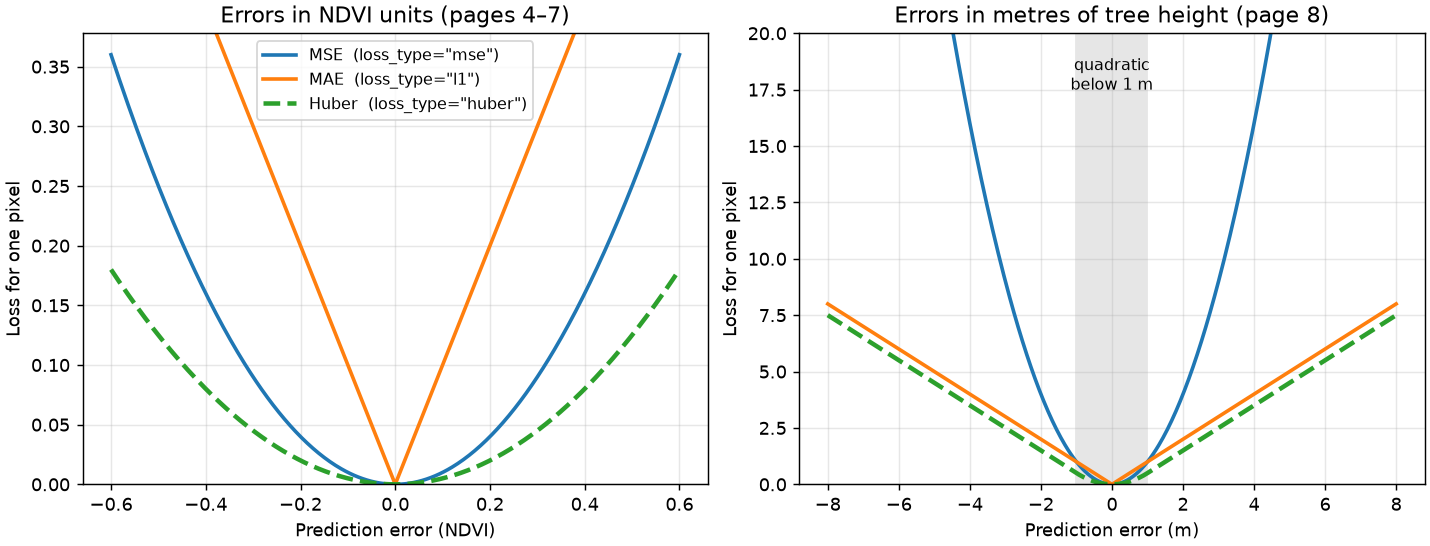 Errors in NDVI units (pages 4–7)
MSE  (loss_type="mse")
MAE  (loss_type="l1")
Huber  (loss_type="huber")
Loss for one pixel
0.35
0.30
0.25
0.20
0.15
0.10
0.05
0.00
−0.6 −0.4 −0.2 0.0 0.2 0.4 0.6
Prediction error (NDVI)
Errors in metres of tree height (page 8)
quadratic
below 1 m
Loss for one pixel
20.0
17.5
15.0
12.5
10.0
7.5
5.0
2.5
0.0
−8 −6 −4 −2 0 2 4 6 8
Prediction error (m)